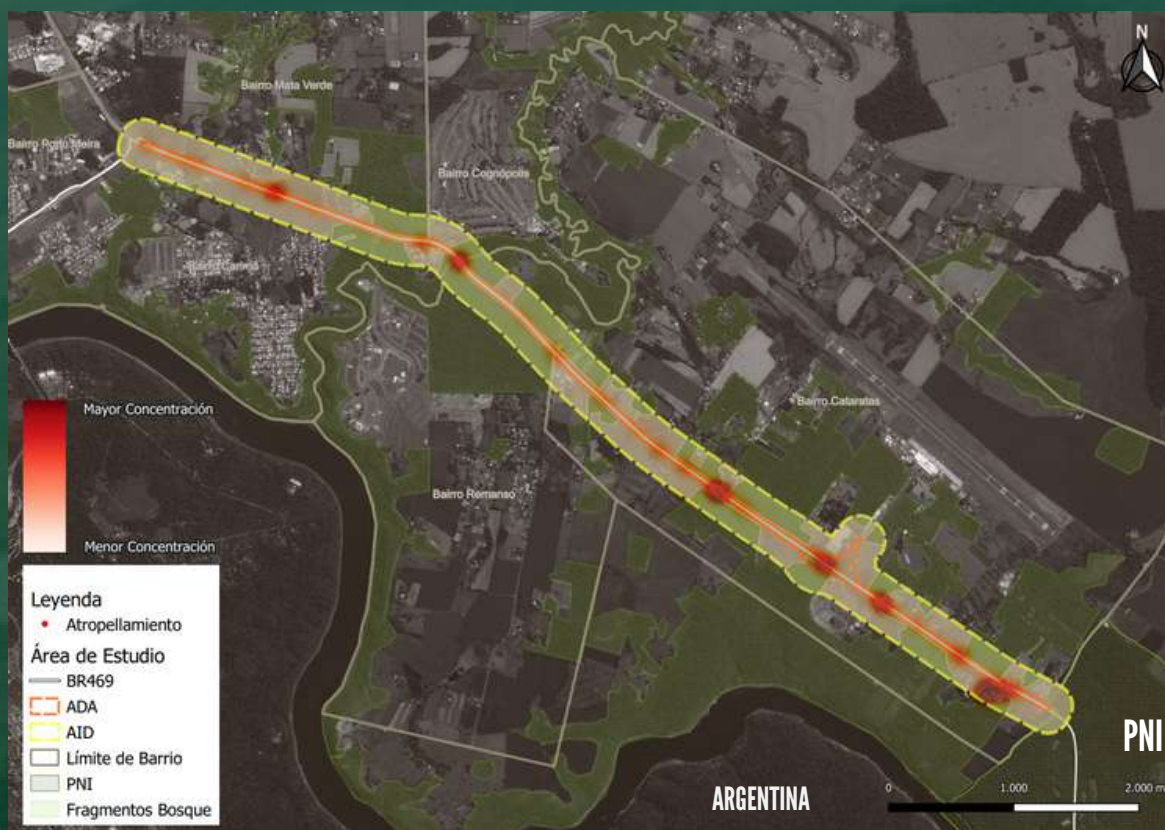 N
Bairro Mata Verde
Bairro Porto Meira
Bairro Cognópolis
Bairro Carimã
Bairro Cataratas
Bairro Remanso
Mayor Concentración
Menor Concentración
Leyenda
Atropellamiento
Área de Estudio
BR469
ADA
AID
Límite de Barrio
PNI
Fragmentos Bosque
PNI
ARGENTINA
0 1.000 2.000 m